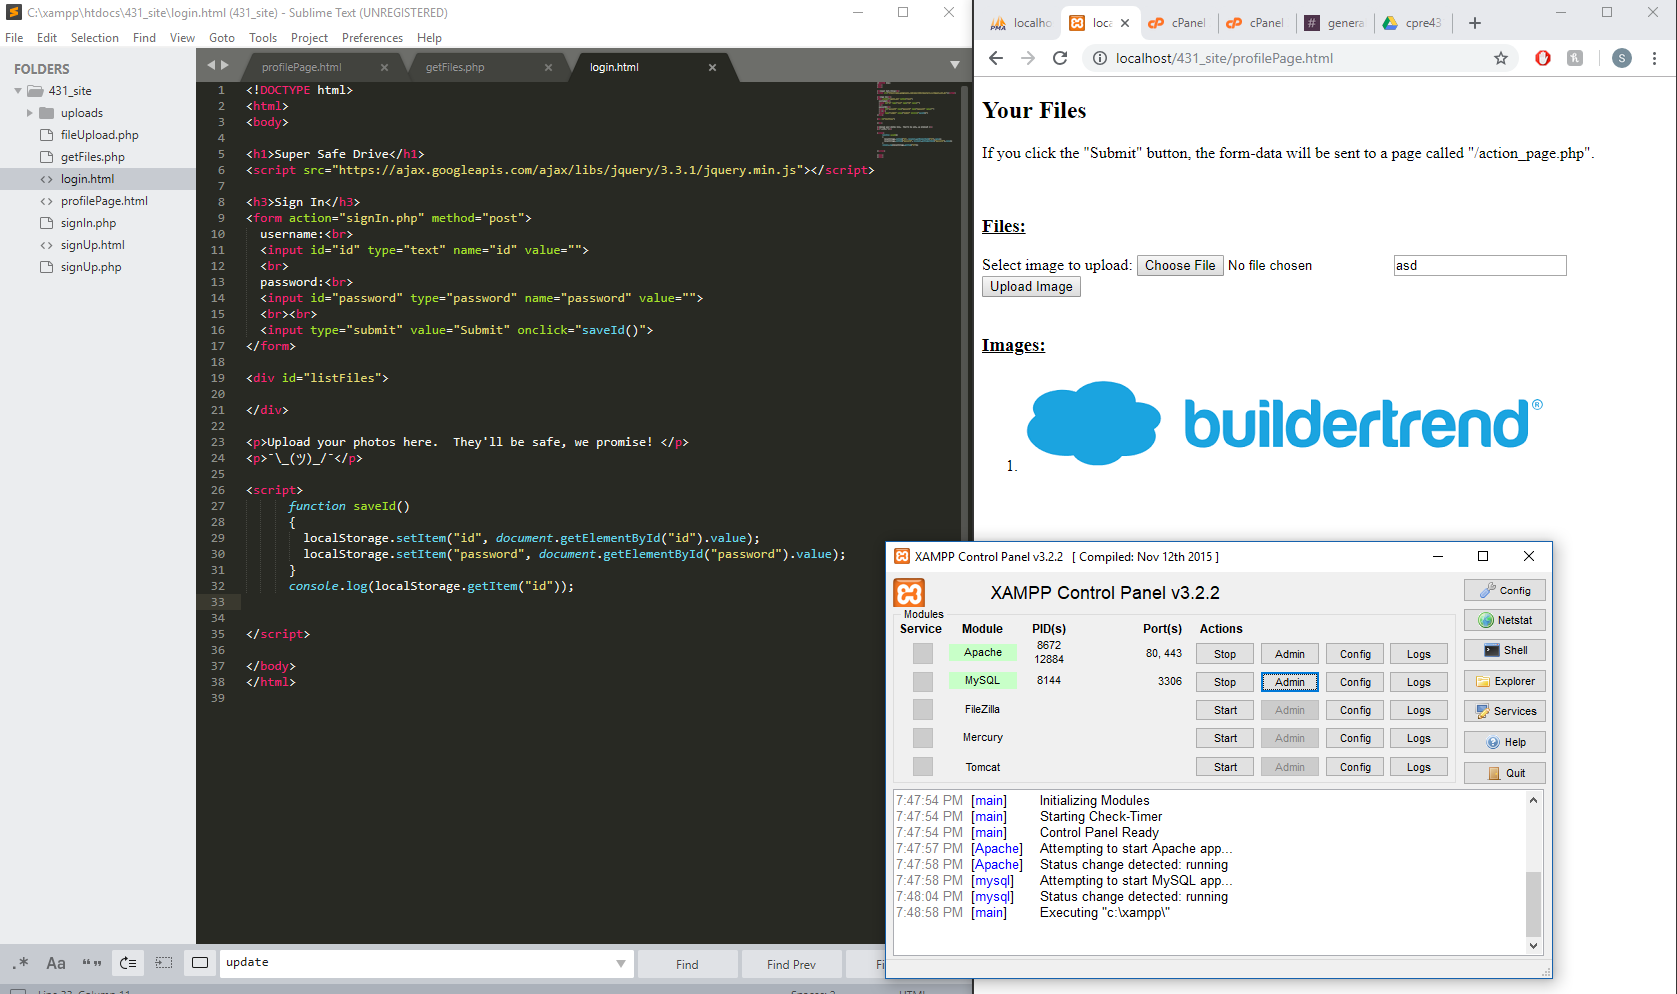 C:\xampp\htdocs\431_site\login.html (431_site) - Sublime Text (UNREGISTERED)
File Edit Selection Find View Goto Tools Project Preferences Help
FOLDERS
431_site
uploads
fileUpload.php
getFiles.php
login.html
profilePage.html
signIn.php
signUp.html
signUp.php
profilePage.html getFiles.php login.html
1 <!DOCTYPE html>
2 <html>
3 <body>
4
5 <h1>Super Safe Drive</h1>
6 <script src="https://ajax.googleapis.com/ajax/libs/jquery/3.3.1/jquery.min.js"></script>
7
8 <h3>Sign In</h3>
9 <form action="signIn.php" method="post">
10 username:<br>
11 <input id="id" type="text" name="id" value="">
12 <br>
13 password:<br>
14 <input id="password" type="password" name="password" value="">
15 <br><br>
16 <input type="submit" value="Submit" onclick="saveId()">
17 </form>
18
19 <div id="listFiles">
20
21 </div>
22
23 <p>Upload your photos here.  They'll be safe, we promise! </p>
24 <p>¯\_(ツ)_/¯</p>
25
26 <script>
27 function saveId()
28 {
29 localStorage.setItem("id", document.getElementById("id").value);
30 localStorage.setItem("password", document.getElementById("password").value);
31 }
32 console.log(localStorage.getItem("id"));
33
34
35 </script>
36
37 </body>
38 </html>
39
.* Aa “ ”
update
Find Find Prev
localho loca cPanel cPanel genera cpre43
localhost/431_site/profilePage.html
S
Your Files
If you click the "Submit" button, the form-data will be sent to a page called "/action_page.php".
Files:
Select image to upload: Choose File No file chosen asd
Upload Image
Images:
1. buildertrend®
XAMPP Control Panel v3.2.2 [ Compiled: Nov 12th 2015 ]
XAMPP Control Panel v3.2.2
Modules
Service Module PID(s) Port(s) Actions
Apache 8672
12884 80, 443 Stop Admin Config Logs
MySQL 8144 3306 Stop Admin Config Logs
FileZilla Start Admin Config Logs
Mercury Start Admin Config Logs
Tomcat Start Admin Config Logs
Config
Netstat
Shell
Explorer
Services
Help
Quit
7:47:54 PM [main] Initializing Modules
7:47:54 PM [main] Starting Check-Timer
7:47:54 PM [main] Control Panel Ready
7:47:57 PM [Apache] Attempting to start Apache app...
7:47:58 PM [Apache] Status change detected: running
7:47:58 PM [mysql] Attempting to start MySQL app...
7:48:04 PM [mysql] Status change detected: running
7:48:58 PM [main] Executing "c:\xampp\"